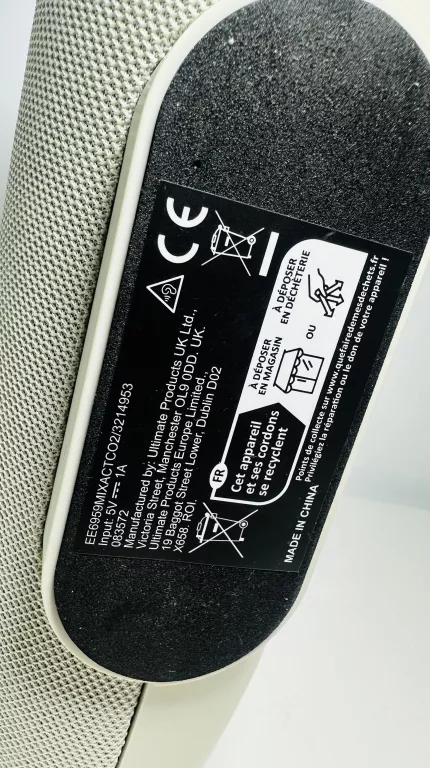 EE6959MIXACTCO2/3214953
Input: 5V ⎓ 1A
083572
Manufactured by: Ultimate Products UK Ltd.,
Victoria Street, Manchester OL9 0DD. UK.
Ultimate Products Europe Limited.,
19 Baggot Street Lower, Dublin D02
X658. ROI.
CE
FR
Cet appareil
et ses cordons
se recyclent
À DÉPOSER
EN MAGASIN
OU
À DÉPOSER
EN DÉCHÈTERIE
Points de collecte sur www.quefairedemesdechets.fr
Privilégiez la réparation ou le don de votre appareil !
MADE IN CHINA